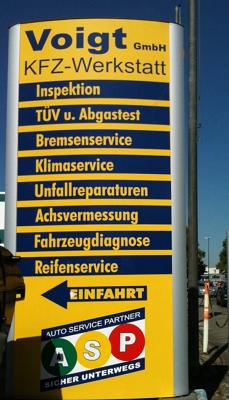 Voigt GmbH
KFZ-Werkstatt
Inspektion
TÜV u. Abgastest
Bremsenservice
Klimaservice
Unfallreparaturen
Achsvermessung
Fahrzeugdiagnose
Reifenservice
EINFAHRT
AUTO SERVICE PARTNER
ASP
SICHER UNTERWEGS